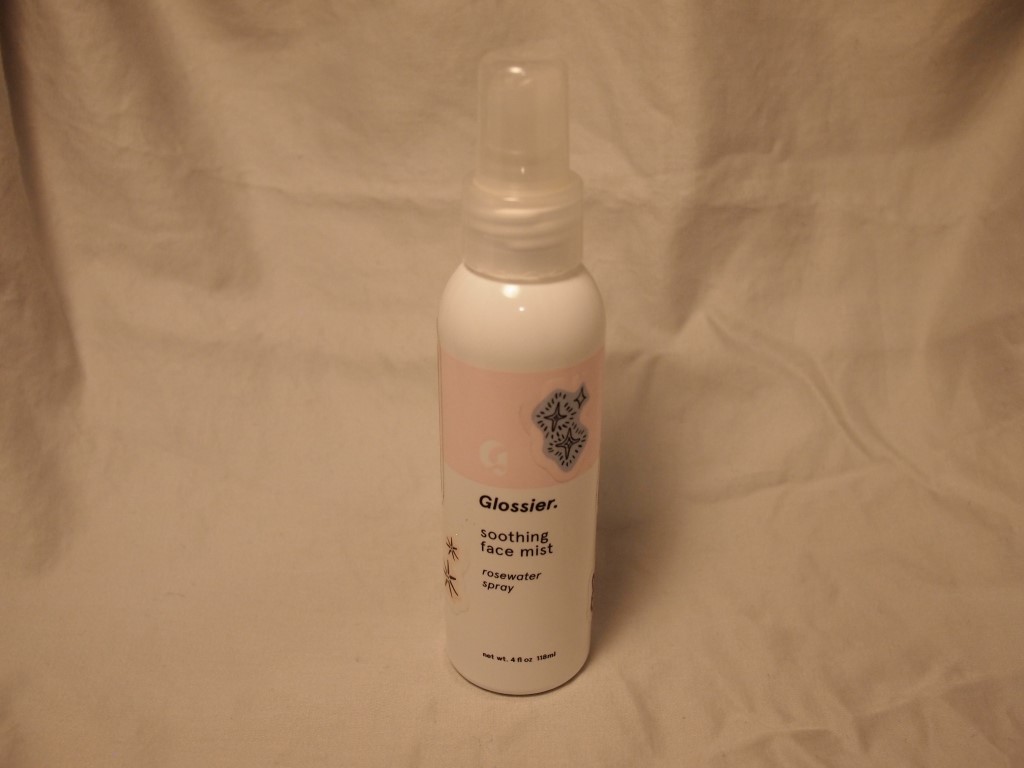 G
Glossier.
soothing
face mist
rosewater
spray
net wt. 4 fl oz 118ml